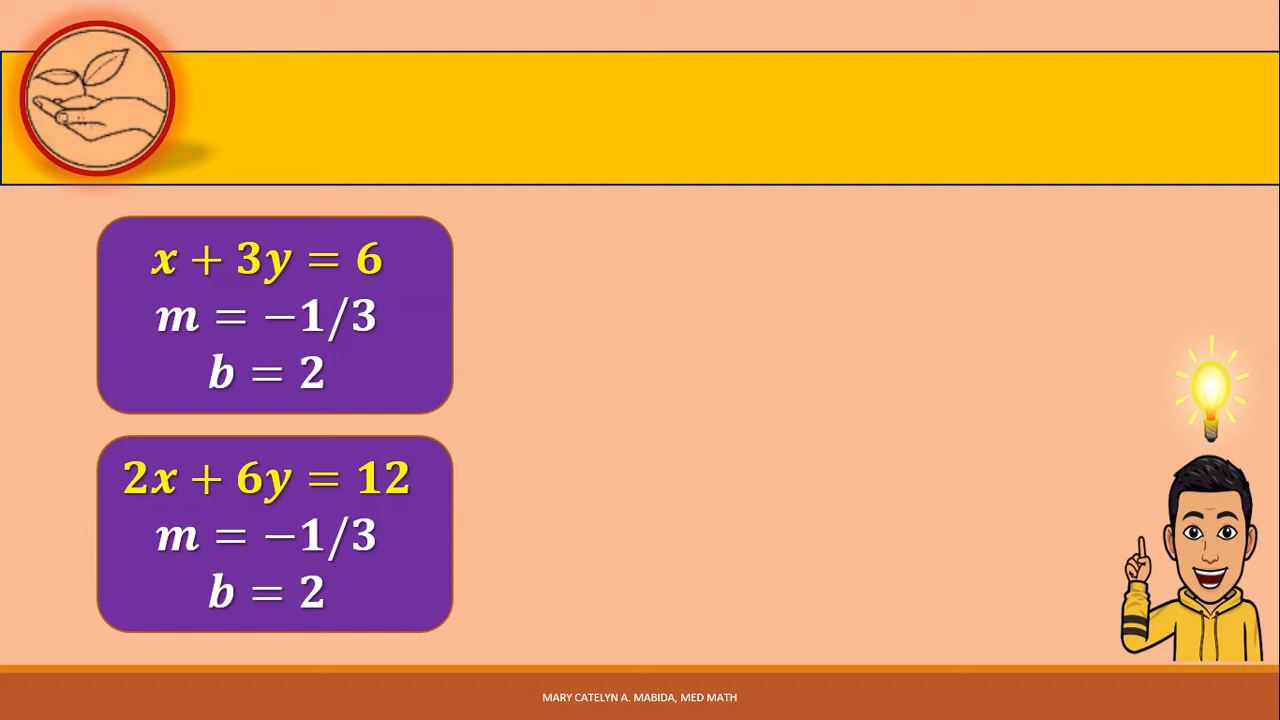 x + 3y = 6
m = −1/3
b = 2
2x + 6y = 12
m = −1/3
b = 2
MARY CATELYN A. MABIDA, MED MATH